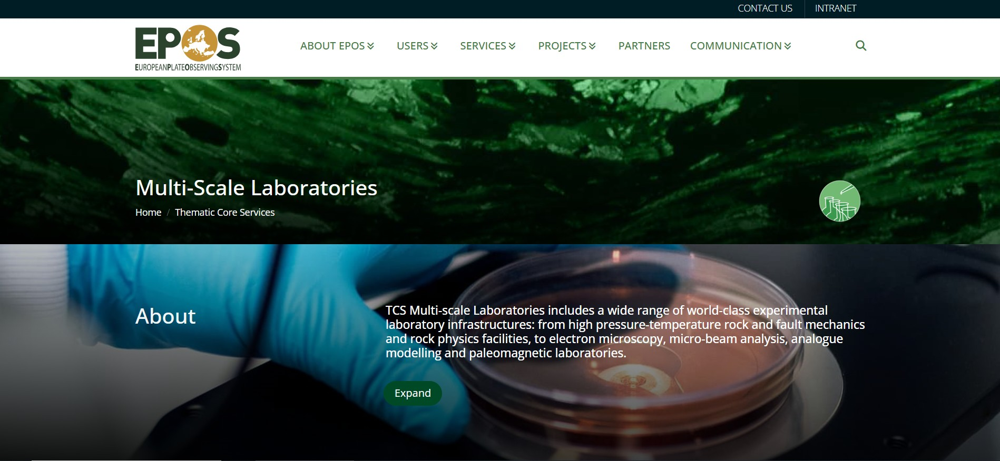 CONTACT US
INTRANET
EPOS
EUROPEANPLATEOBSERVINGSYSTEM
ABOUT EPOS
USERS
SERVICES
PROJECTS
PARTNERS
COMMUNICATION
Multi-Scale Laboratories
Home / Thematic Core Services
About
TCS Multi-scale Laboratories includes a wide range of world-class experimental
laboratory infrastructures: from high pressure-temperature rock and fault mechanics
and rock physics facilities, to electron microscopy, micro-beam analysis, analogue
modelling and paleomagnetic laboratories.
Expand